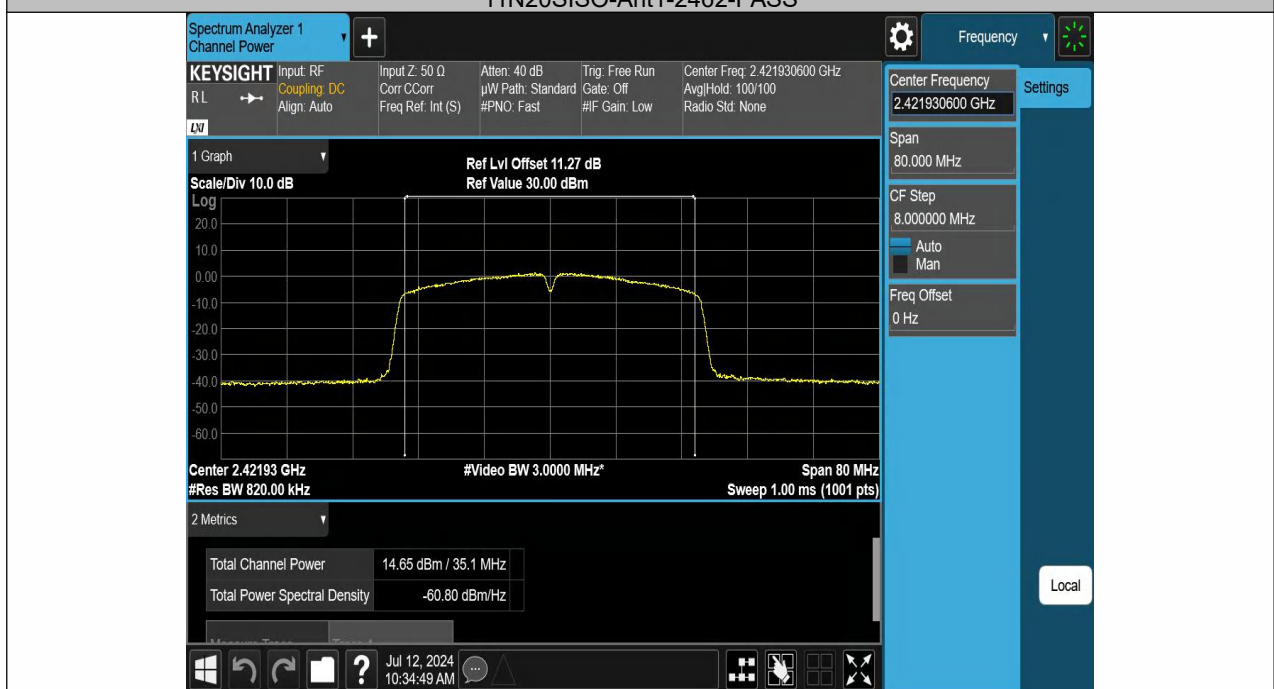 11N20SISO-Ant1-2462-PASS
Spectrum Analyzer 1
Channel Power
+
Frequency
KEYSIGHT
RL
LXI
Input: RF
Coupling: DC
Align: Auto
Input Z: 50 Ω
Corr CCorr
Freq Ref: Int (S)
Atten: 40 dB
µW Path: Standard
#PNO: Fast
Trig: Free Run
Gate: Off
#IF Gain: Low
Center Freq: 2.421930600 GHz
Avg|Hold: 100/100
Radio Std: None
Center Frequency
2.421930600 GHz
Settings
Span
80.000 MHz
CF Step
8.000000 MHz
Auto
Man
Freq Offset
0 Hz
Local
1 Graph
Scale/Div 10.0 dB
Ref Lvl Offset 11.27 dB
Ref Value 30.00 dBm
Log
20.0
10.0
0.00
-10.0
-20.0
-30.0
-40.0
-50.0
-60.0
Center 2.42193 GHz
#Video BW 3.0000 MHz*
Span 80 MHz
#Res BW 820.00 kHz
Sweep 1.00 ms (1001 pts)
2 Metrics
Total Channel Power 14.65 dBm / 35.1 MHz
Total Power Spectral Density -60.80 dBm/Hz
?
Jul 12, 2024
10:34:49 AM